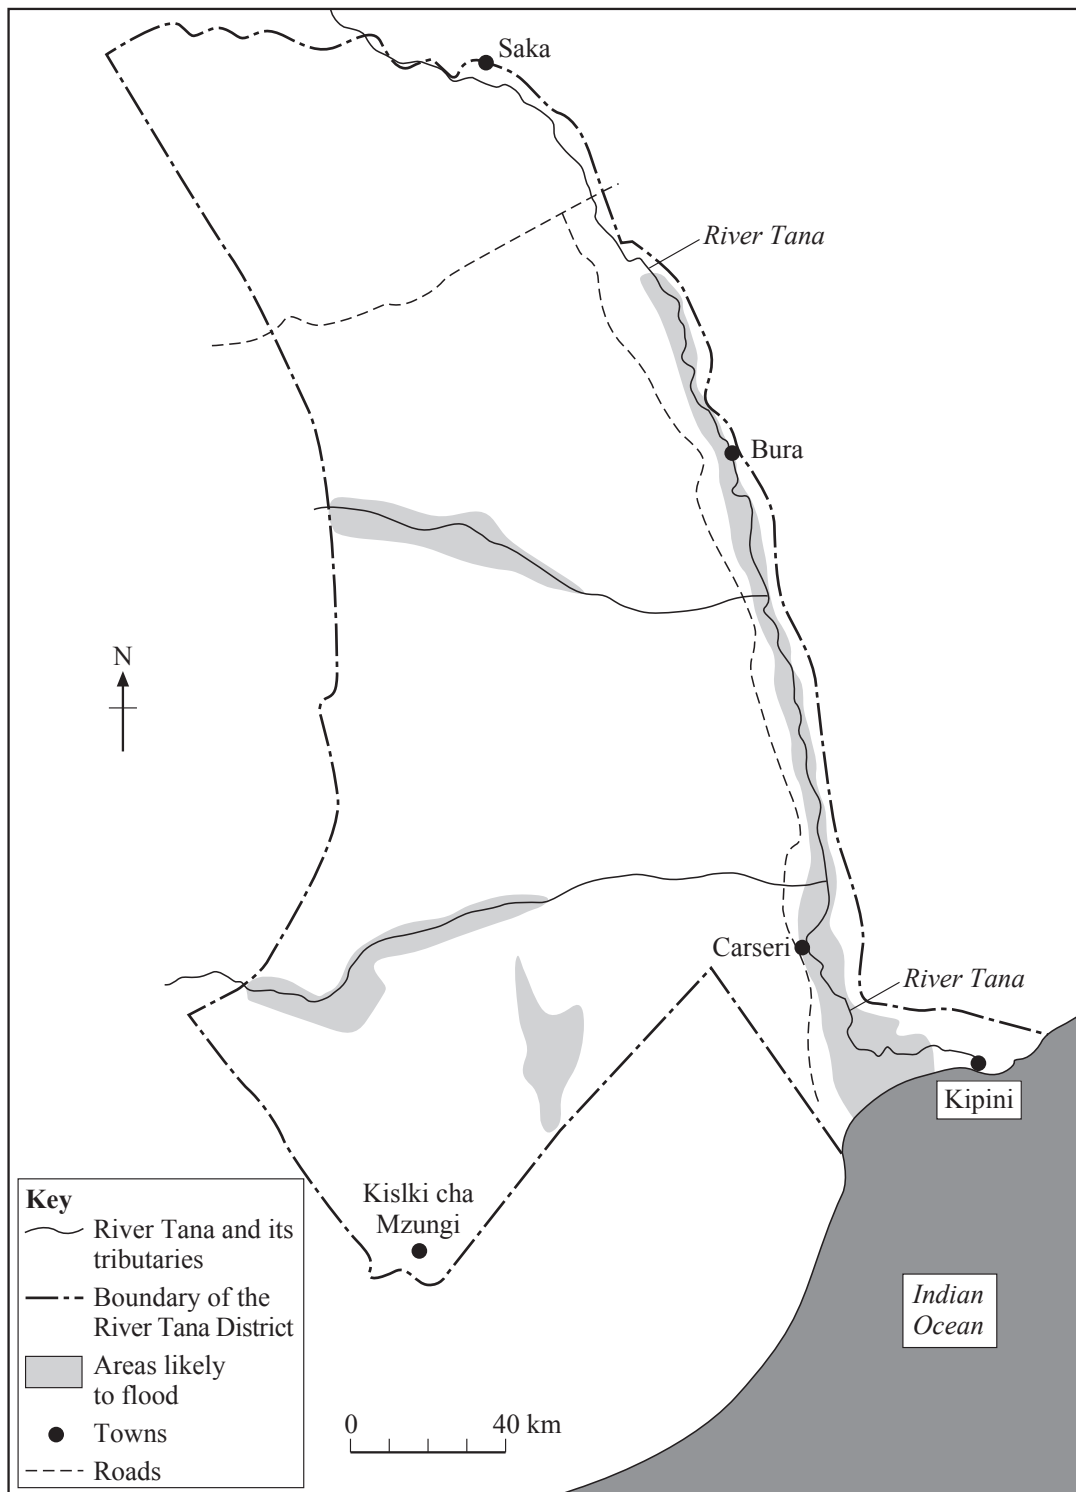 Saka
River Tana
Bura
N
Carseri
River Tana
Kipini
Kislki cha
Mzungi
Indian
Ocean
Key
River Tana and its
tributaries
Boundary of the
River Tana District
Areas likely
to flood
Towns
Roads
0 40 km